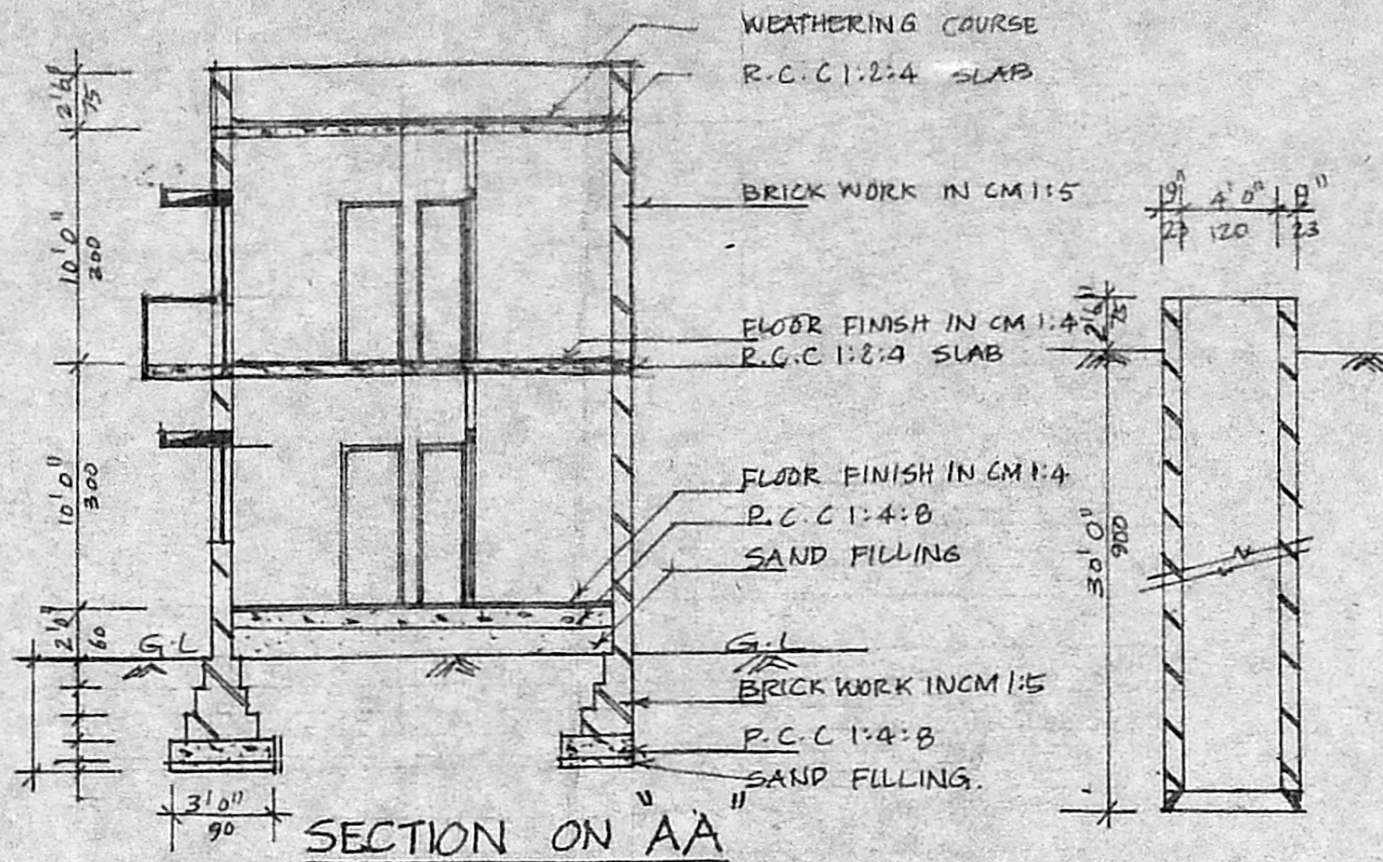 WEATHERING COURSE
R.C.C 1:2:4 SLAB
2'6"
75
BRICK WORK IN CM 1:5
9"
4'0"
9"
23
120
23
10'0"
300
FLOOR FINISH IN CM 1:4
R.C.C 1:2:4 SLAB
2'6"
75
10'0"
300
FLOOR FINISH IN CM 1:4
P.C.C 1:4:8
SAND FILLING
30'0"
900
2'0"
60
G.L
G.L
BRICK WORK IN CM 1:5
P.C.C 1:4:8
SAND FILLING.
3'0"
90
SECTION ON "AA"